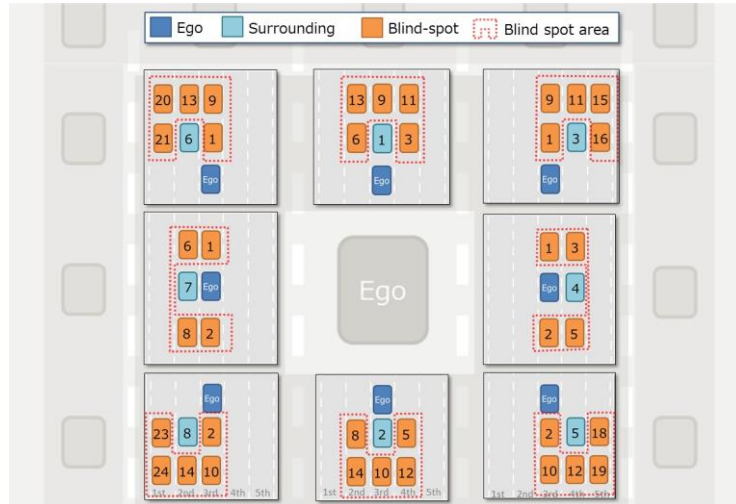 Ego Surrounding Blind-spot Blind spot area
20 13 9
21 6 1
Ego
13 9 11
6 1 3
Ego
9 11 15
1 3 16
Ego
6 1
7 Ego
8 2
Ego
1 3
Ego 4
2 5
Ego
23 8 2
24 14 10
1st 2nd 3rd 4th 5th
Ego
8 2 5
14 10 12
1st 2nd 3rd 4th 5th
Ego
2 5 18
10 12 19
1st 2nd 3rd 4th 5th